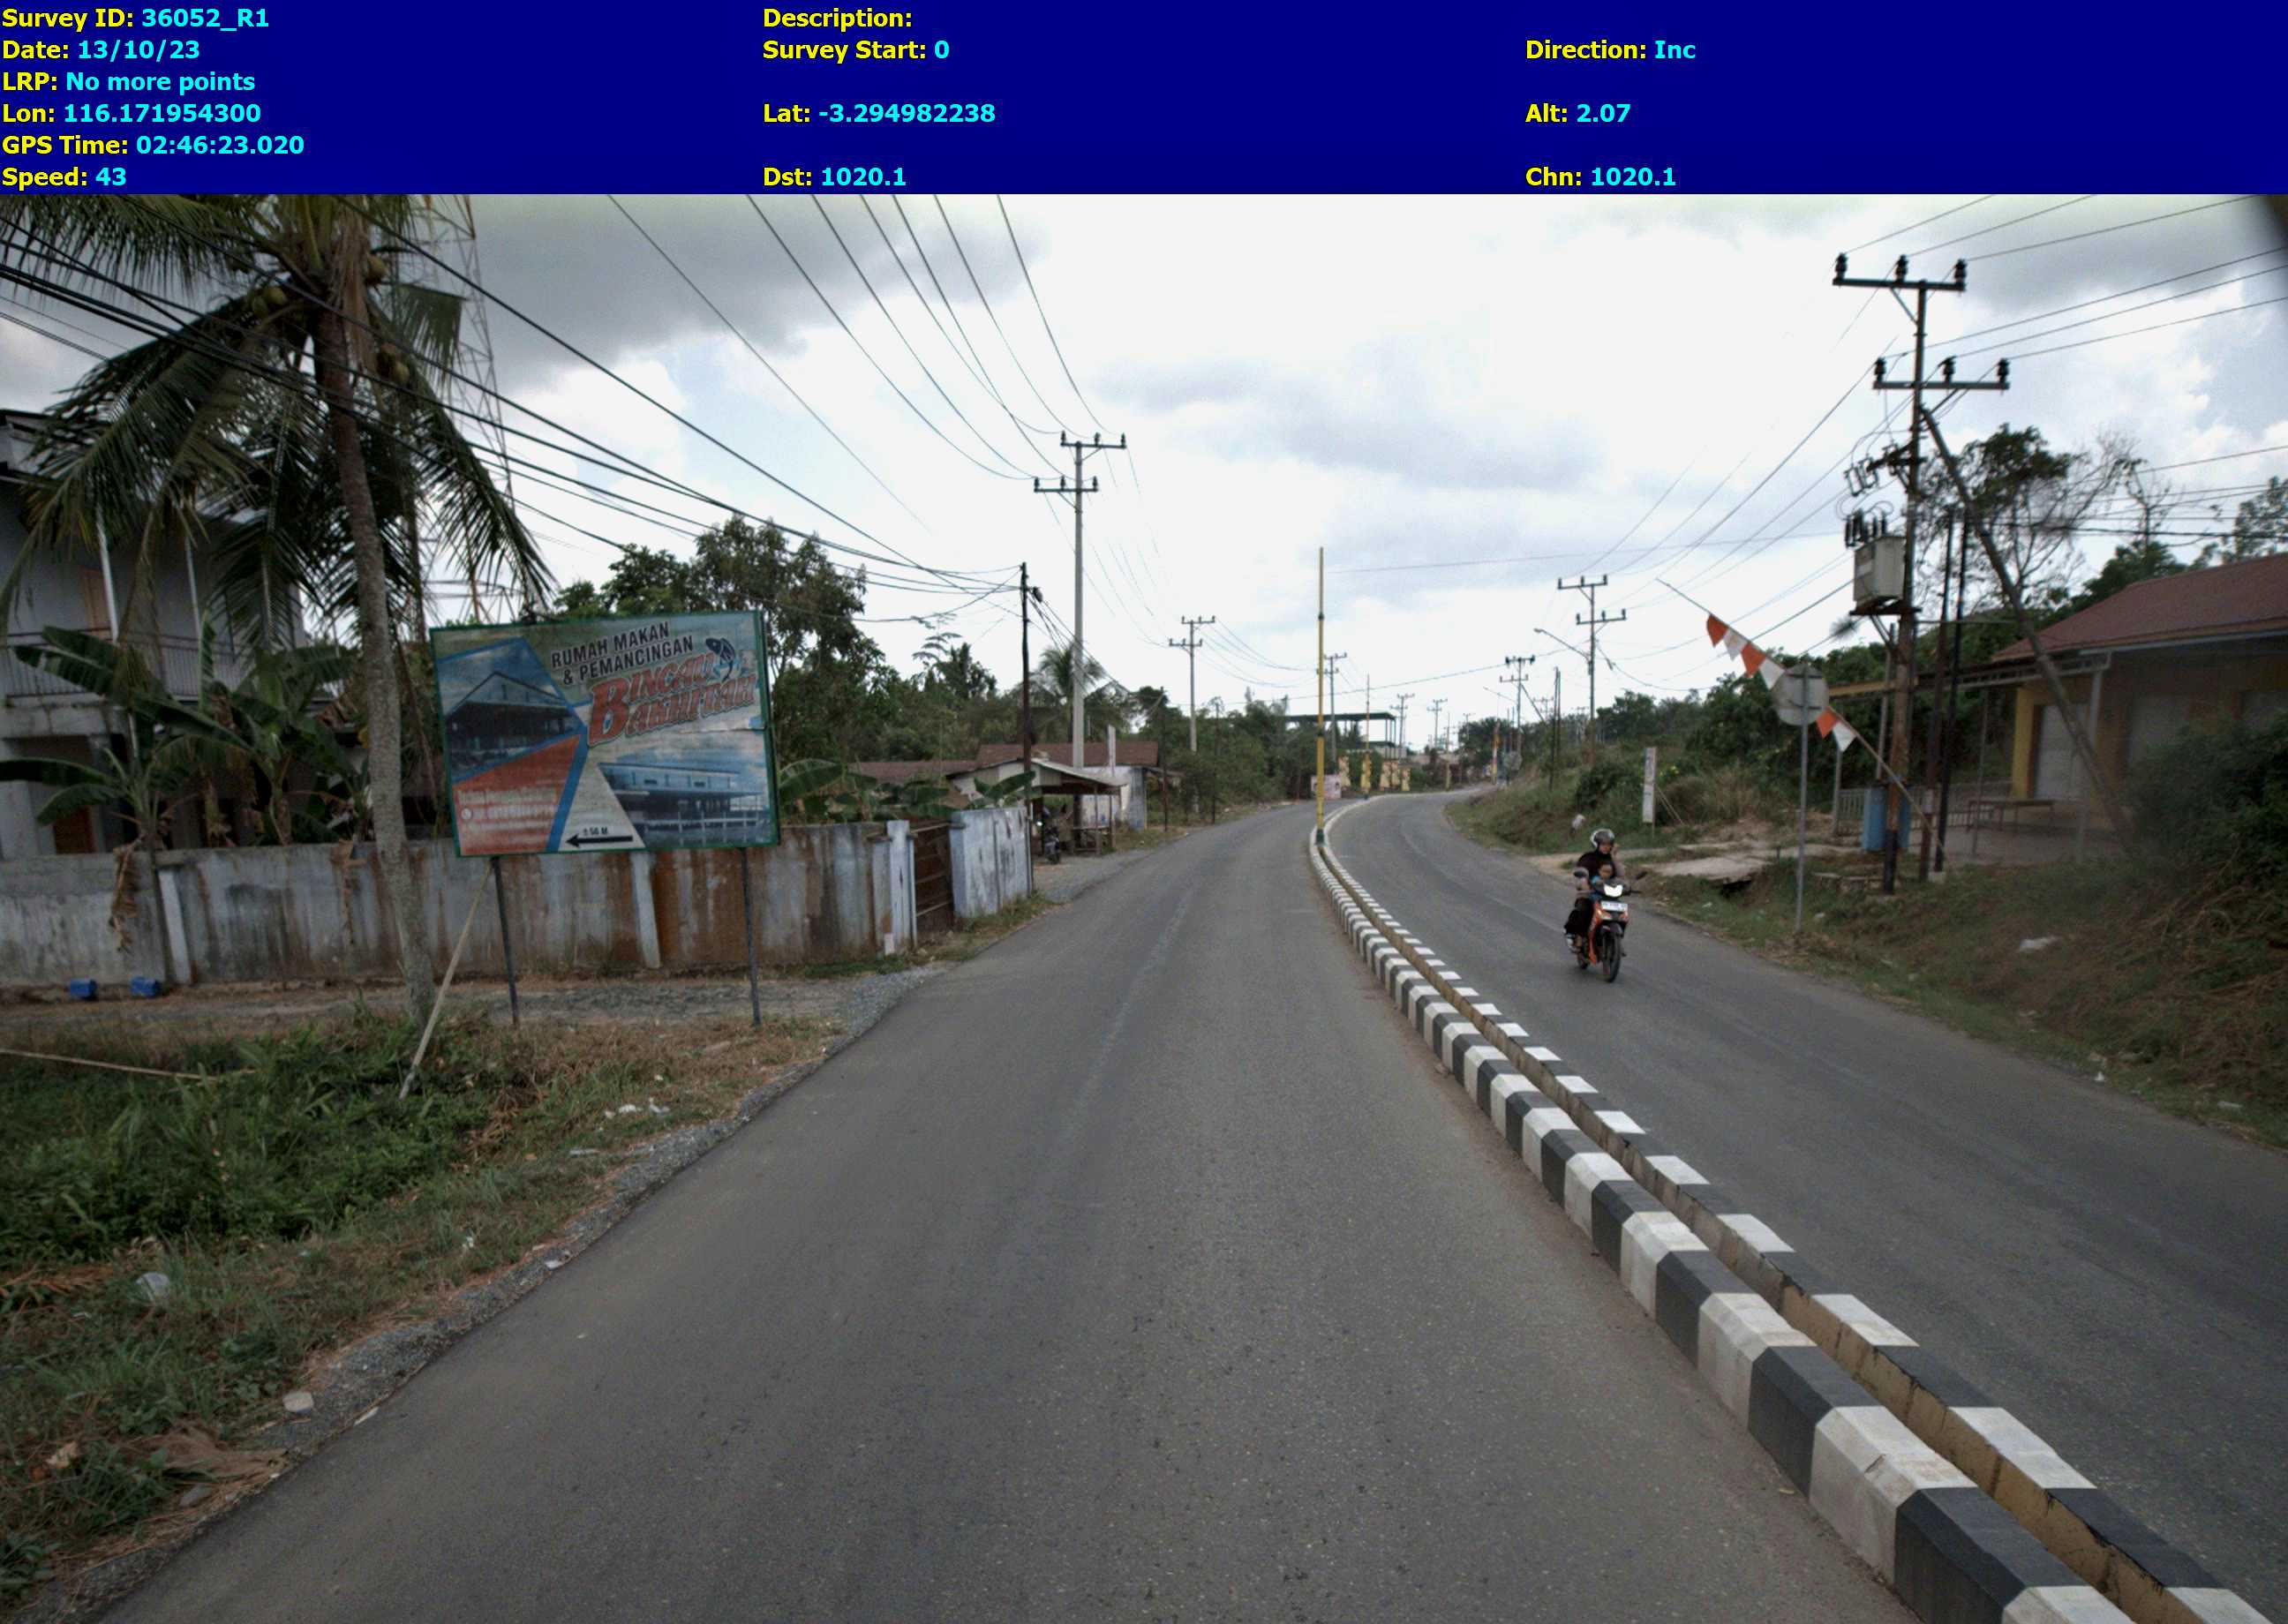 Survey ID: 36052_R1
Description:
Date: 13/10/23
Survey Start: 0
Direction: Inc
LRP: No more points
Lon: 116.171954300
Lat: -3.294982238
Alt: 2.07
GPS Time: 02:46:23.020
Speed: 43
Dst: 1020.1
Chn: 1020.1
RUMAH MAKAN
& PEMANCINGAN
BINCAU
± 50 M